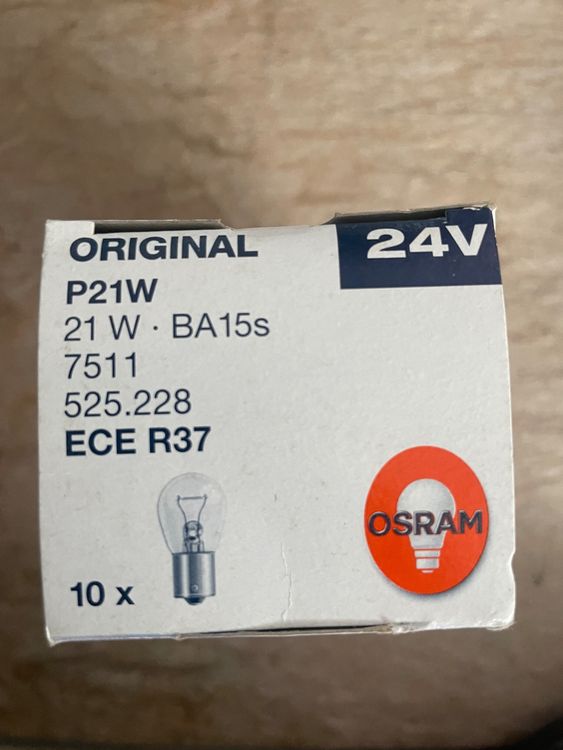 ORIGINAL
24V
P21W
21 W · BA15s
7511
525.228
ECE R37
OSRAM
10 x